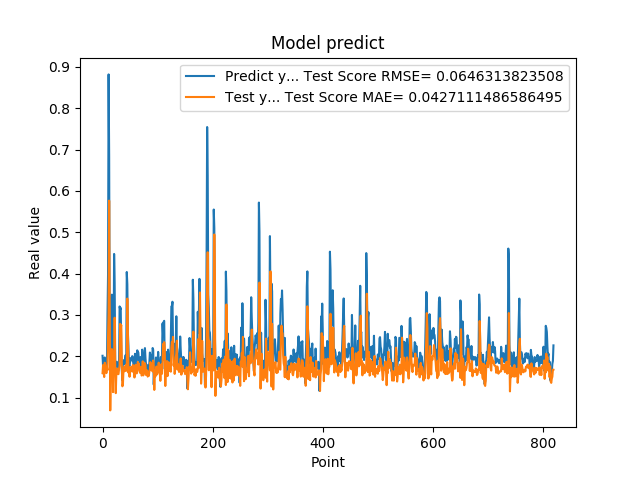 Model predict
Predict y... Test Score RMSE= 0.0646313823508
Test y... Test Score MAE= 0.0427111486586495
0.9
0.8
0.7
0.6
0.5
0.4
0.3
0.2
0.1
Real value
0 200 400 600 800
Point